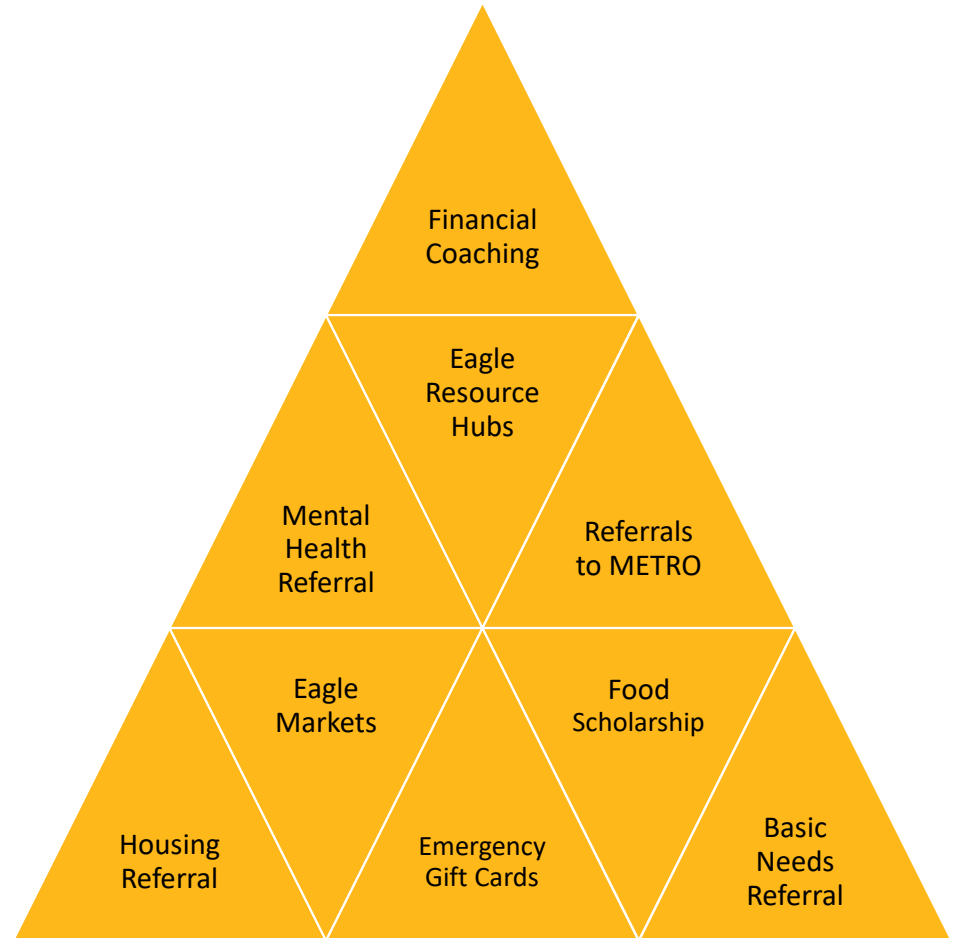 Financial
Coaching
Eagle
Resource
Hubs
Mental
Health
Referral
Referrals
to METRO
Eagle
Markets
Food
Scholarship
Housing
Referral
Emergency
Gift Cards
Basic
Needs
Referral